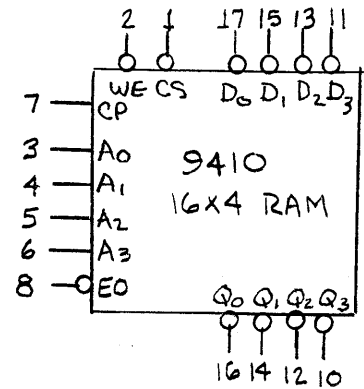 2 1 17 15 13 11
WE CS D0 D1 D2 D3
7 CP
3 A0
9410
4 A1
16X4 RAM
5 A2
6 A3
8 EO
Q0 Q1 Q2 Q3
16 14 12 10